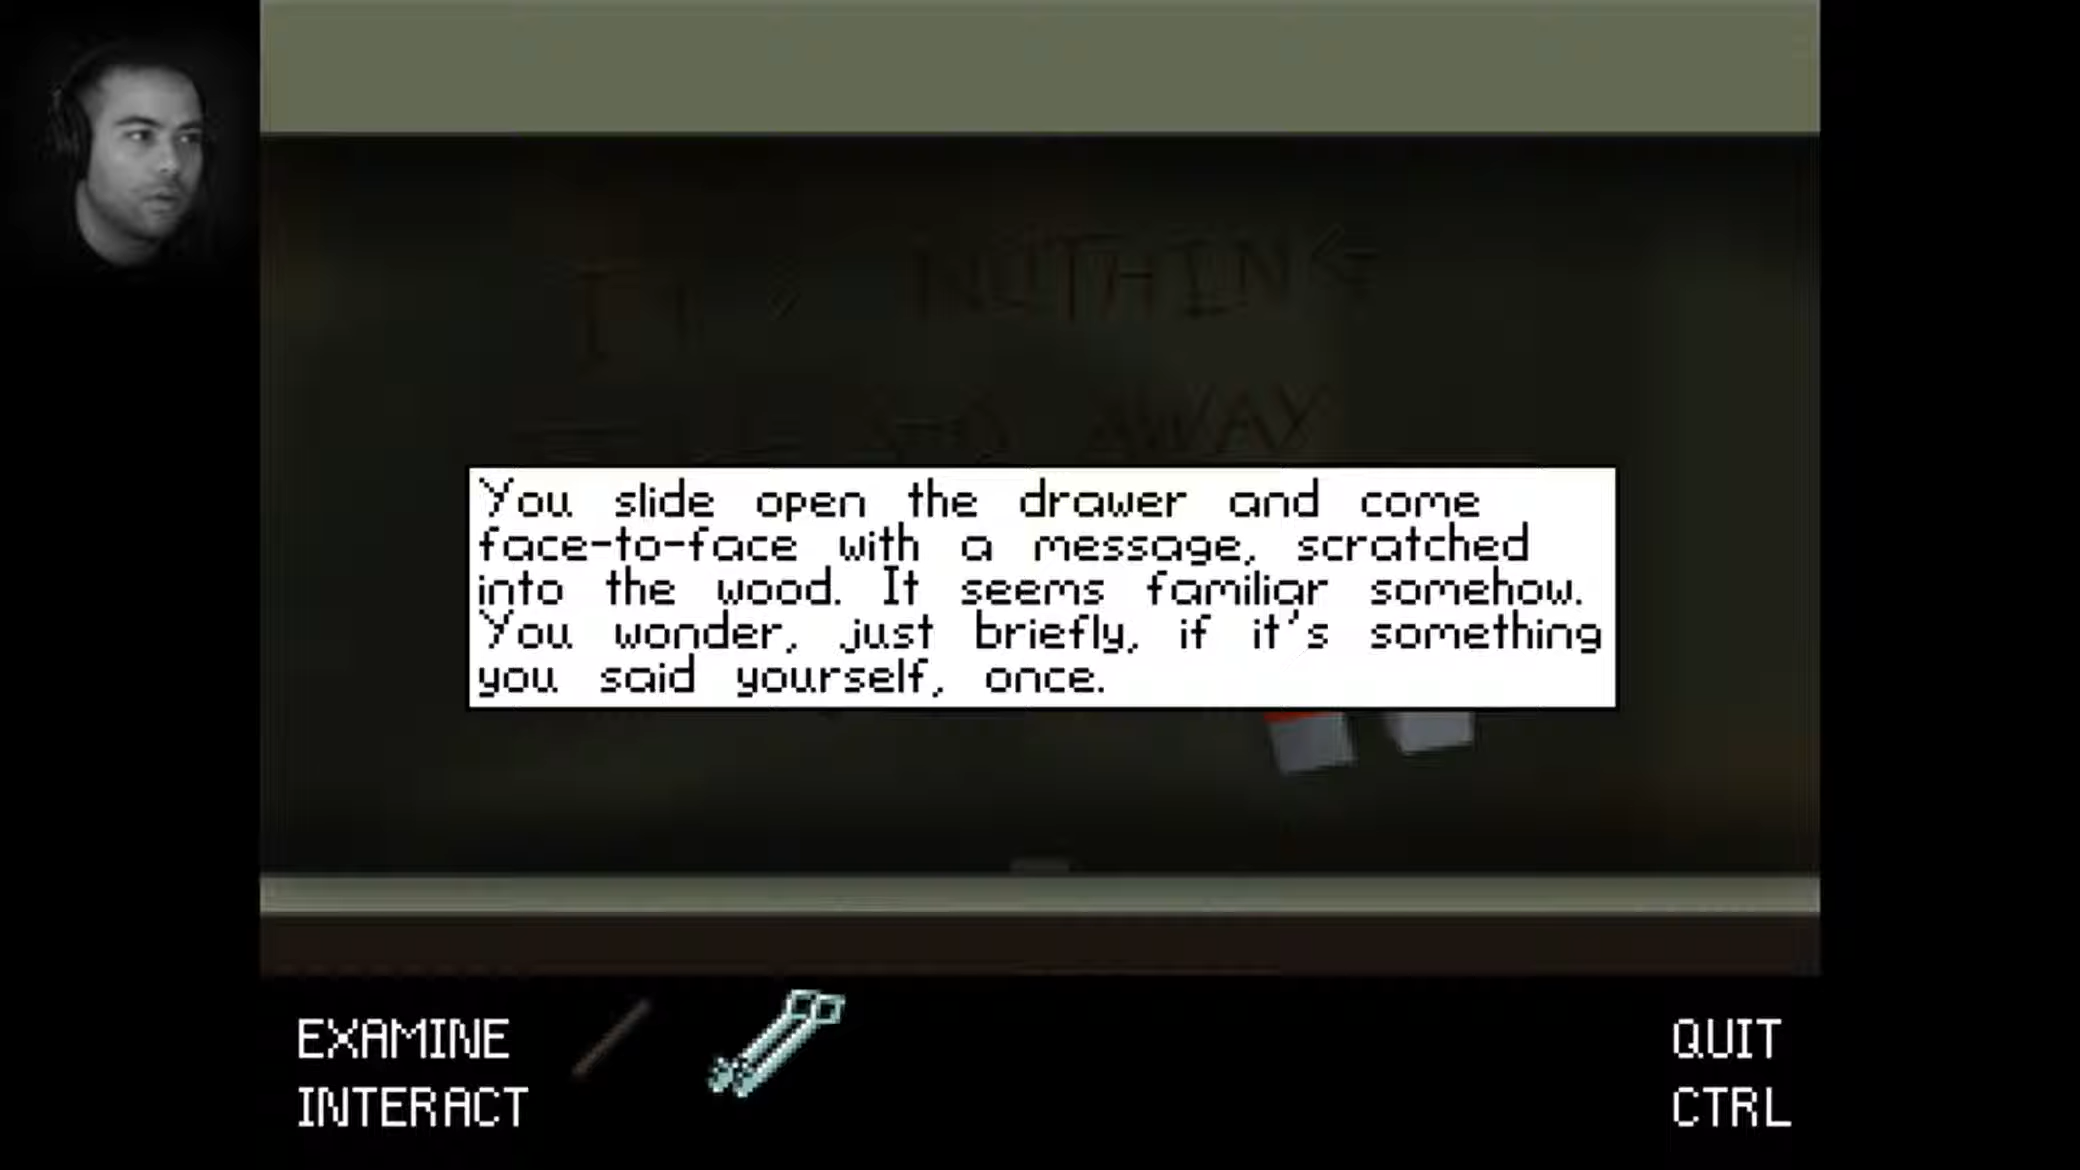 NOTHING
AWAY
You slide open the drawer and come
face-to-face with a message, scratched
into the wood. It seems familiar somehow.
You wonder, just briefly, if it's something
you said yourself, once.
EXAMINE
QUIT
INTERACT
CTRL